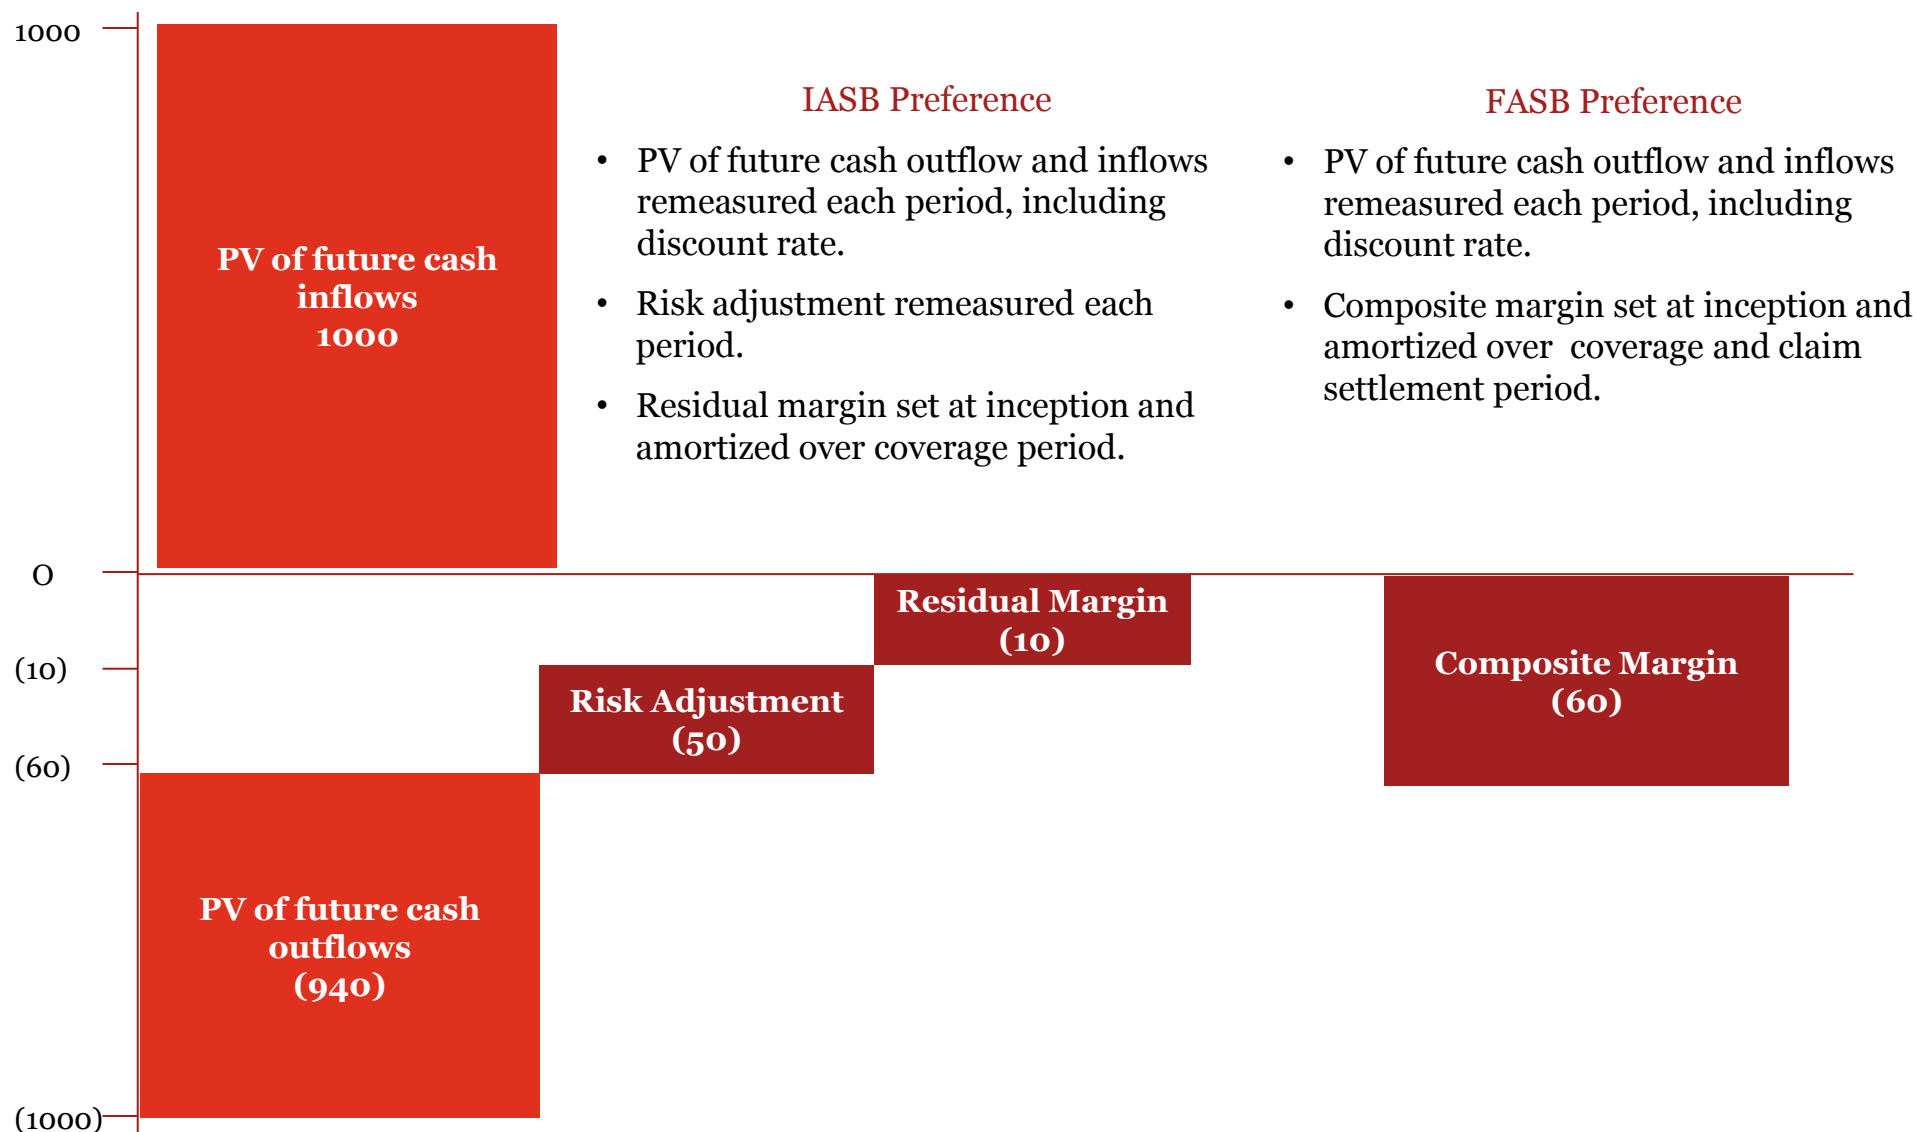 1000
PV of future cash
inflows
1000
IASB Preference
• PV of future cash outflow and inflows
remeasured each period, including
discount rate.
• Risk adjustment remeasured each
period.
• Residual margin set at inception and
amortized over coverage period.
FASB Preference
• PV of future cash outflow and inflows
remeasured each period, including
discount rate.
• Composite margin set at inception and
amortized over  coverage and claim
settlement period.
0
Residual Margin
(10)
(10)
Risk Adjustment
(50)
Composite Margin
(60)
(60)
PV of future cash
outflows
(940)
(1000)